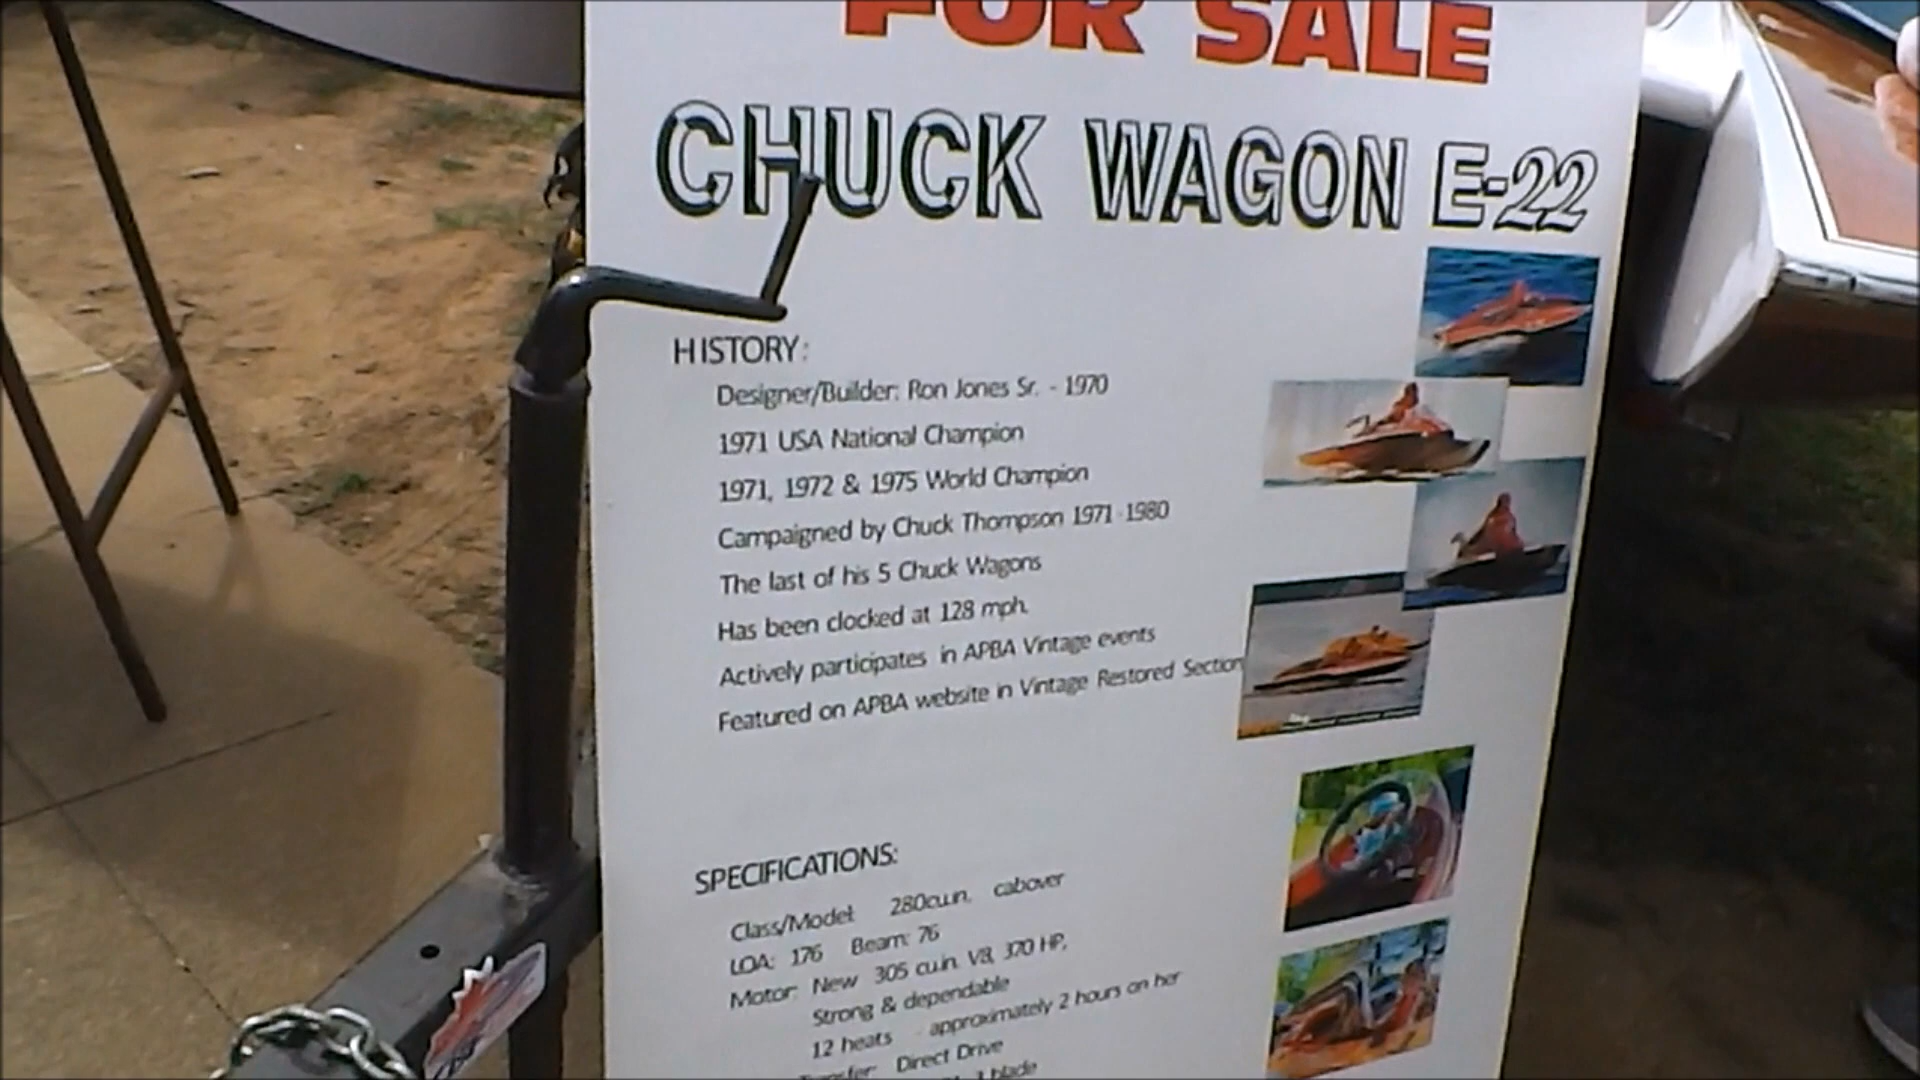 FOR SALE
CHUCK WAGON E-22
HISTORY:
Designer/Builder: Ron Jones Sr. - 1970
1971 USA National Champion
1971, 1972 & 1975 World Champion
Campaigned by Chuck Thompson 1971-1980
The last of his 5 Chuck Wagons
Has been clocked at 128 mph.
Actively participates in APBA Vintage events
Featured on APBA website in Vintage Restored Section
SPECIFICATIONS:
Class/Model: 280cu.in. cabover
LOA: 176 Beam: 76
Motor: New 305 cu.in. V8, 370 HP,
Strong & dependable
12 heats - approximately 2 hours on her
Direct Drive
blade